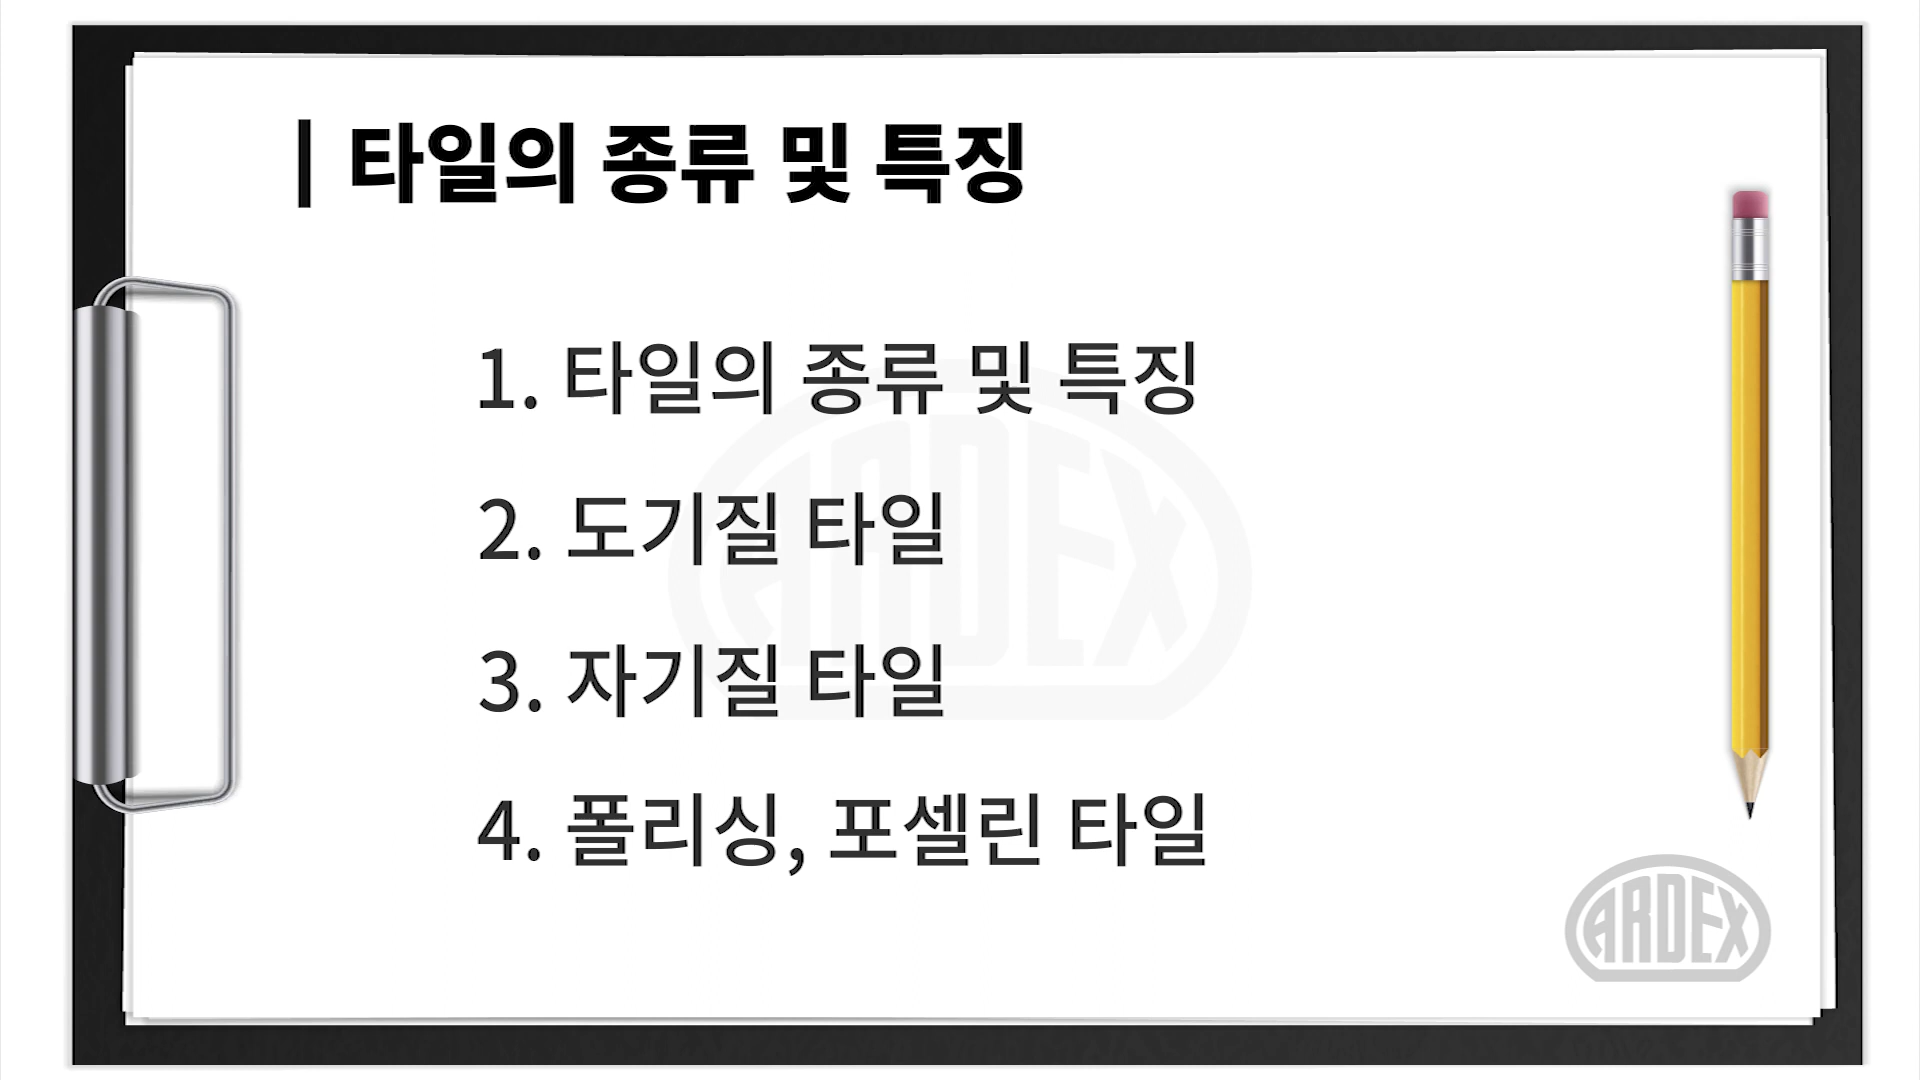 | 타일의 종류 및 특징
1. 타일의 종류 및 특징
2. 도기질 타일
3. 자기질 타일
4. 폴리싱, 포셀린 타일
ARDEX
ARDEX